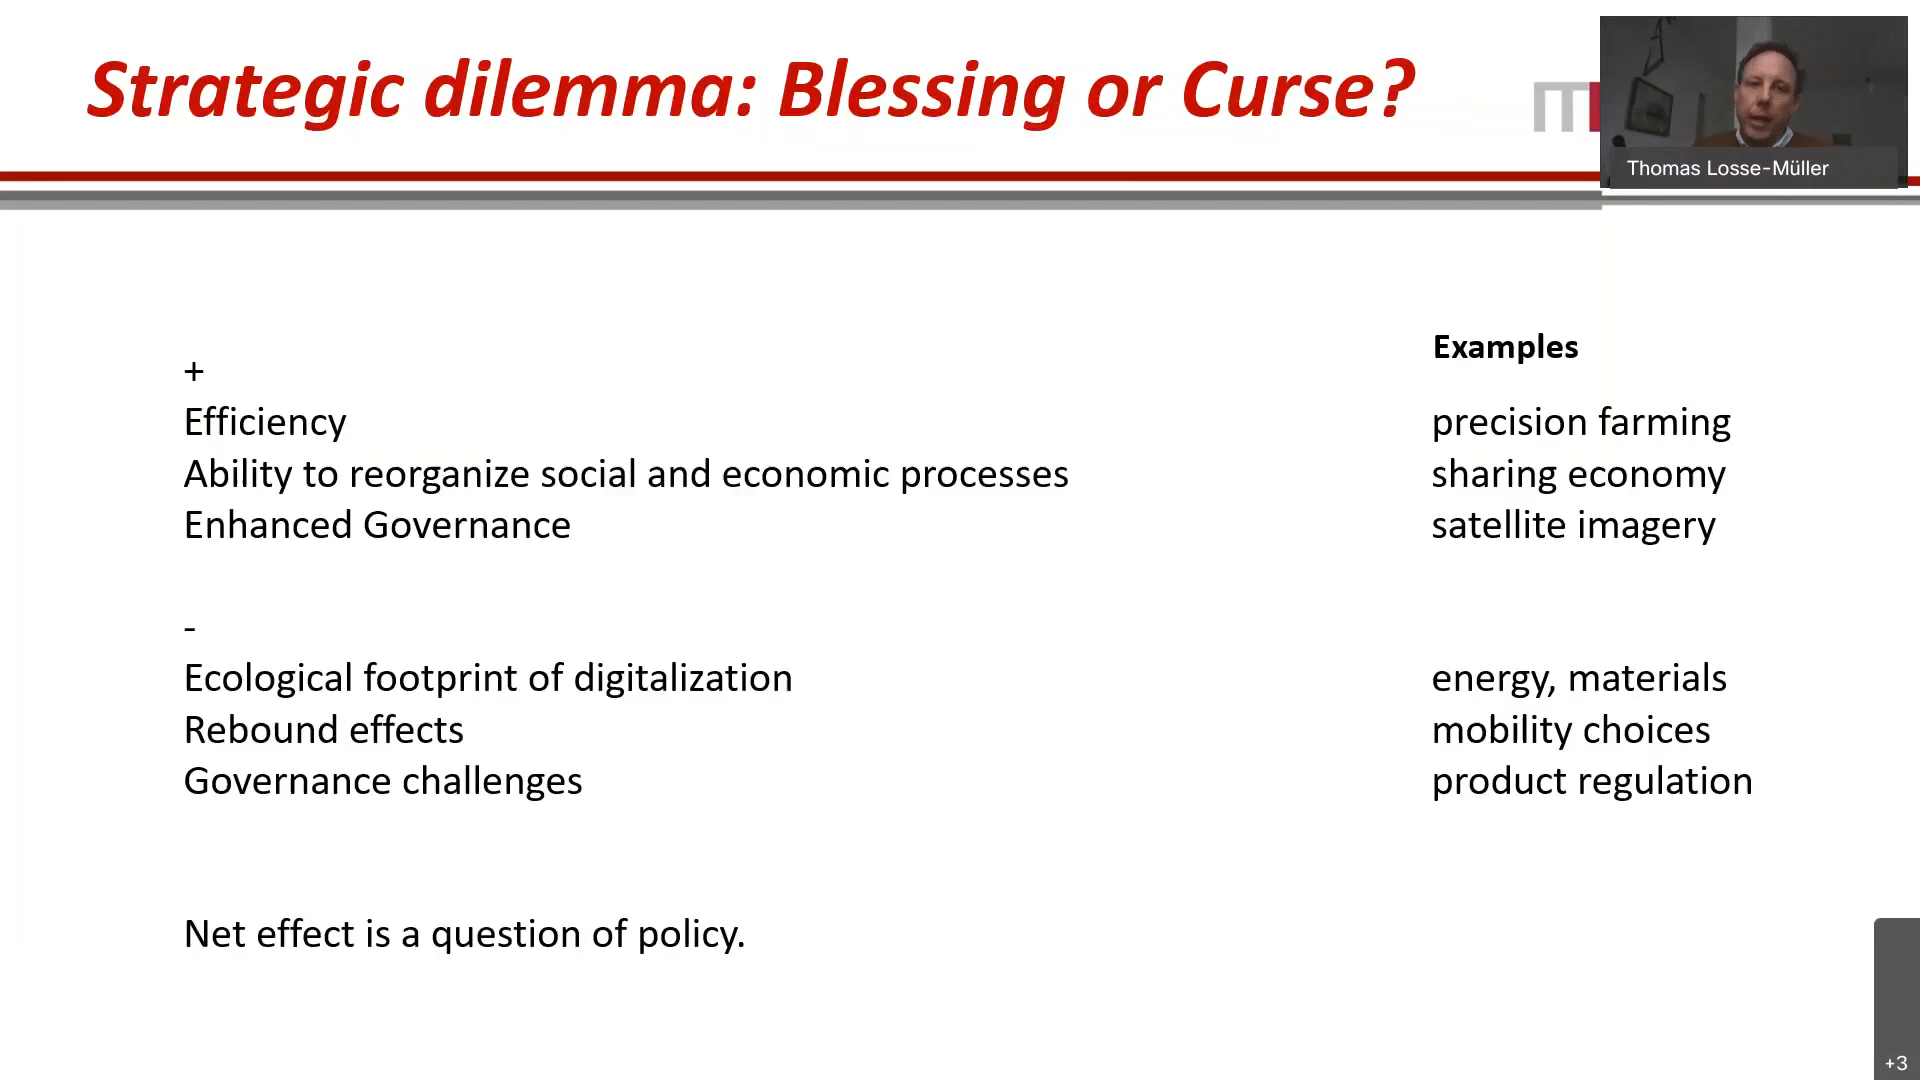 Strategic dilemma: Blessing or Curse?
Thomas Losse-Müller
Examples
+
Efficiency
precision farming
Ability to reorganize social and economic processes
sharing economy
Enhanced Governance
satellite imagery
-
Ecological footprint of digitalization
energy, materials
Rebound effects
mobility choices
Governance challenges
product regulation
Net effect is a question of policy.
+3